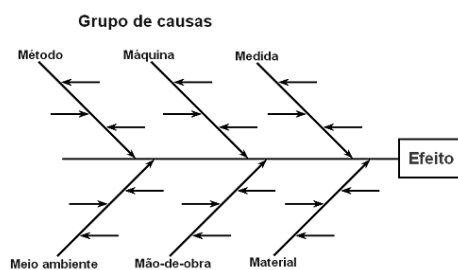 Grupo de causas
Método
Máquina
Medida
Efeito
Meio ambiente
Mão-de-obra
Material